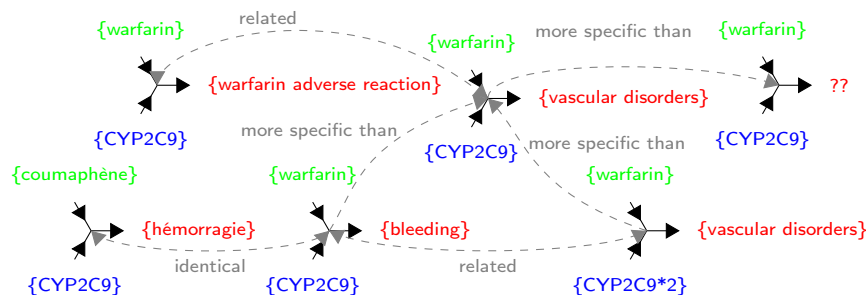 related
{warfarin}
{warfarin}
more specific than
{warfarin}
{warfarin adverse reaction}
{vascular disorders}
??
{CYP2C9}
more specific than
{CYP2C9}
more specific than
{CYP2C9}
{coumaphène}
{warfarin}
{warfarin}
{hémorragie}
{bleeding}
{vascular disorders}
identical
related
{CYP2C9}
{CYP2C9}
{CYP2C9*2}